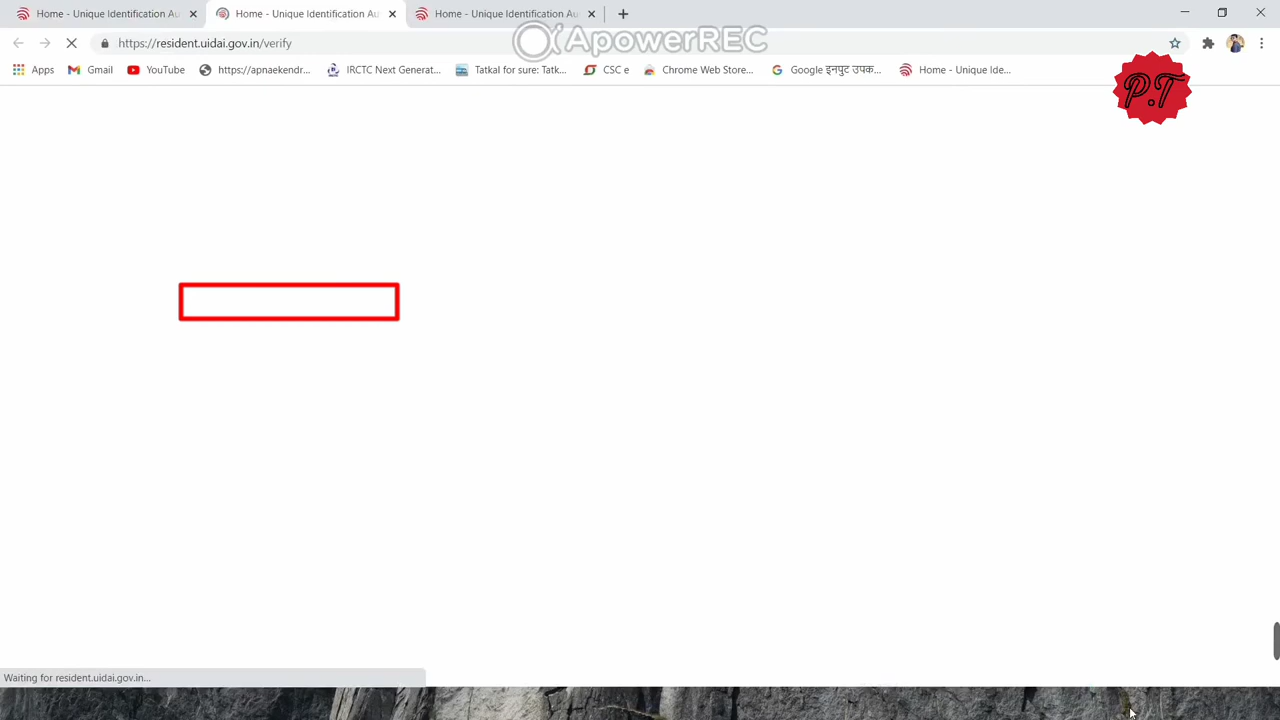 Home - Unique Identification Au
Home - Unique Identification Au
Home - Unique Identification Au
https://resident.uidai.gov.in/verify
ApowerREC
Apps
Gmail
YouTube
https://apnaekendr...
IRCTC Next Generat...
Tatkal for sure: Tatk...
CSC e
Chrome Web Store...
Google इनपुट उपक...
Home - Unique Ide...
P.T
Waiting for resident.uidai.gov.in...